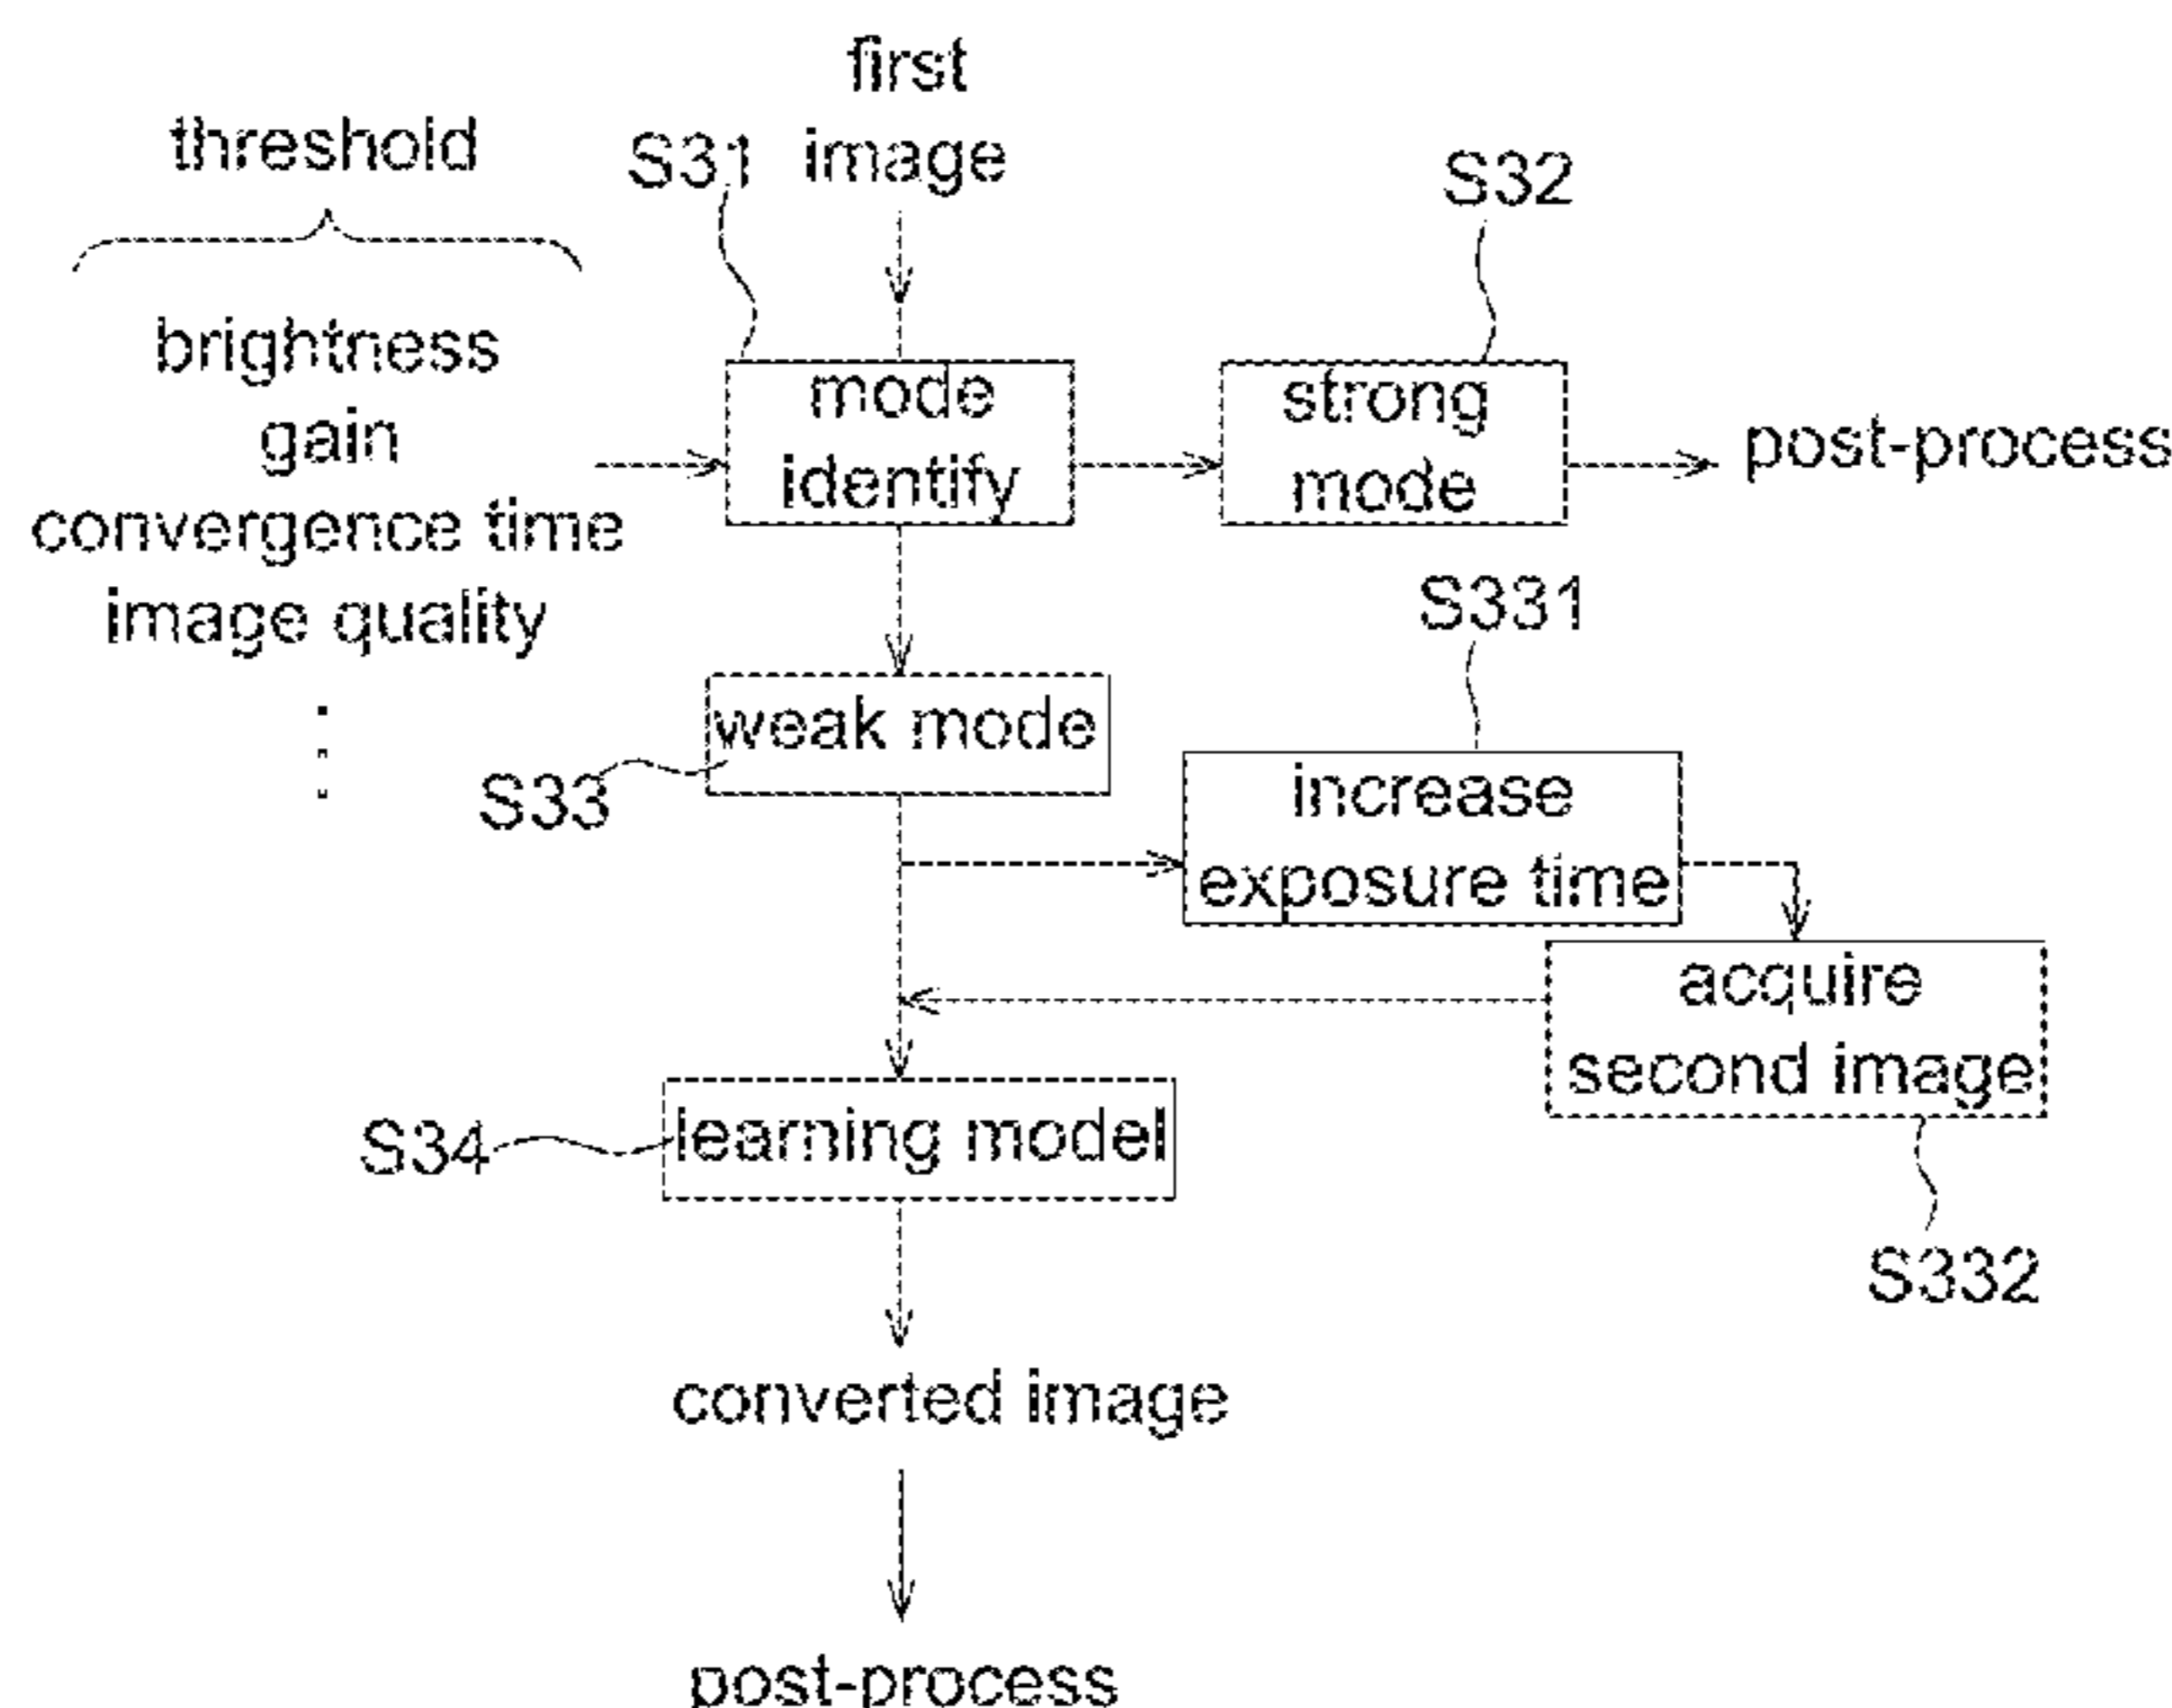 first
image
threshold
S31
S32
brightness
gain
convergence time
image quality
mode
identify
strong
mode
post-process
S331
weak mode
S33
increase
exposure time
acquire
second image
S34
learning model
S332
converted image
post-process